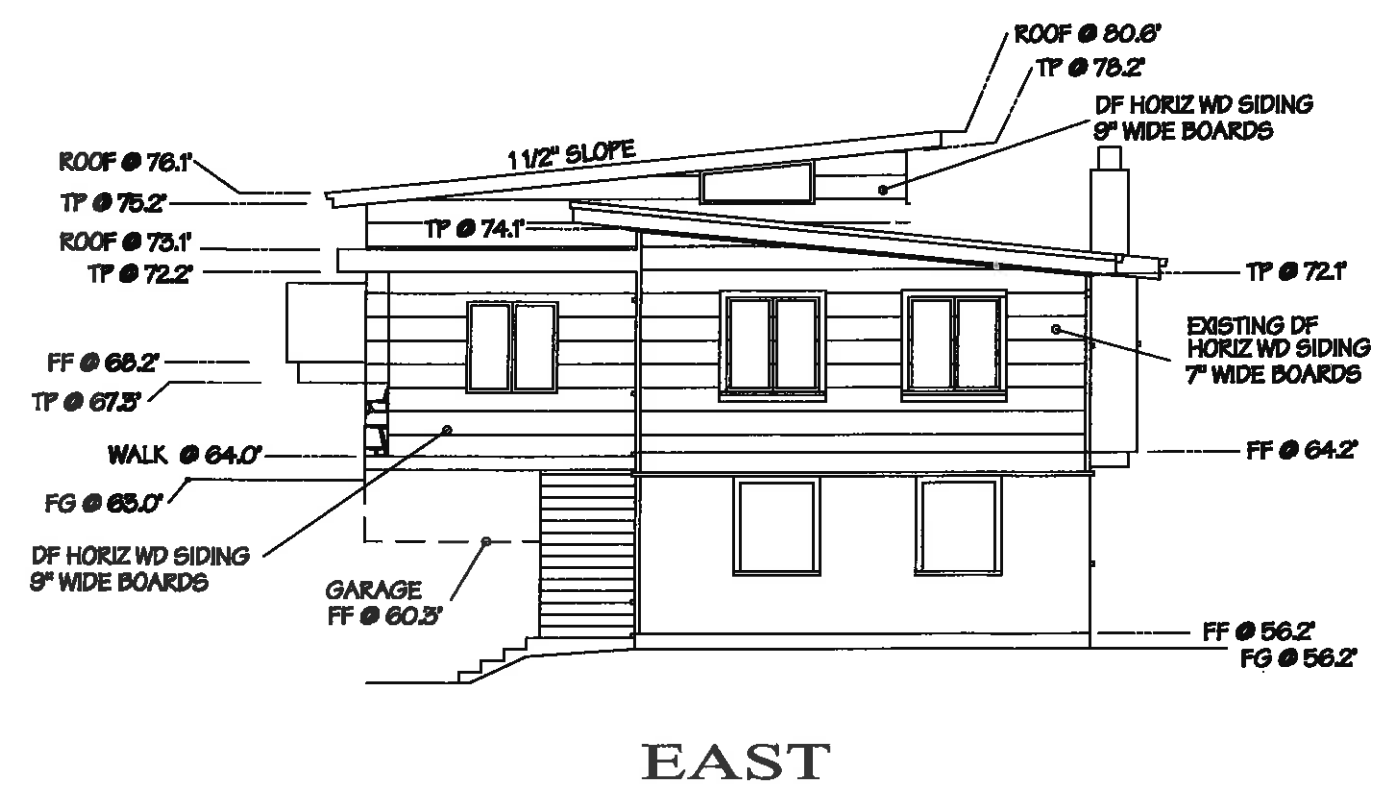 ROOF @ 80.6'
TP @ 78.2'
DF HORIZ WD SIDING
9" WIDE BOARDS
1 1/2" SLOPE
ROOF @ 76.1'
TP @ 75.2'
TP @ 74.1'
ROOF @ 73.1'
TP @ 72.2'
TP @ 72.1'
EXISTING DF
HORIZ WD SIDING
7" WIDE BOARDS
FF @ 68.2'
TP @ 67.3'
WALK @ 64.0'
FF @ 64.2'
FG @ 63.0'
DF HORIZ WD SIDING
9" WIDE BOARDS
GARAGE
FF @ 60.3'
FF @ 56.2'
FG @ 56.2'
EAST